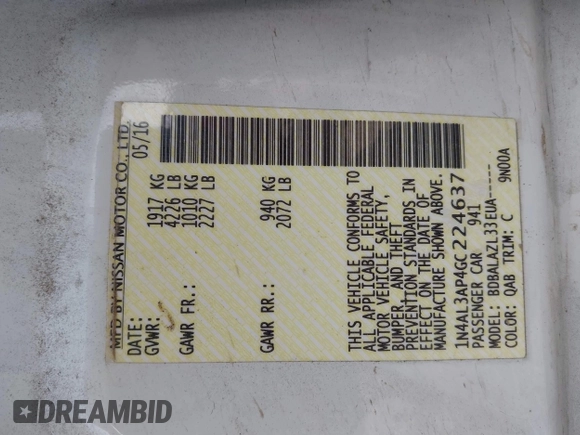 MFD BY NISSAN MOTOR CO., LTD.
DATE: 05/16
GVWR: 1917 KG
4226 LB
GAWR FR.: 1010 KG
2227 LB
GAWR RR.: 940 KG
2072 LB
THIS VEHICLE CONFORMS TO
ALL APPLICABLE FEDERAL
MOTOR VEHICLE SAFETY,
BUMPER, AND THEFT
PREVENTION STANDARDS IN
EFFECT ON THE DATE OF
MANUFACTURE SHOWN ABOVE.
1N4AL3AP4GC224637
PASSENGER CAR 941
MODEL: BDBALAZL33EUA-----
COLOR: QAB TRIM: C 9N00A
DREAMBID